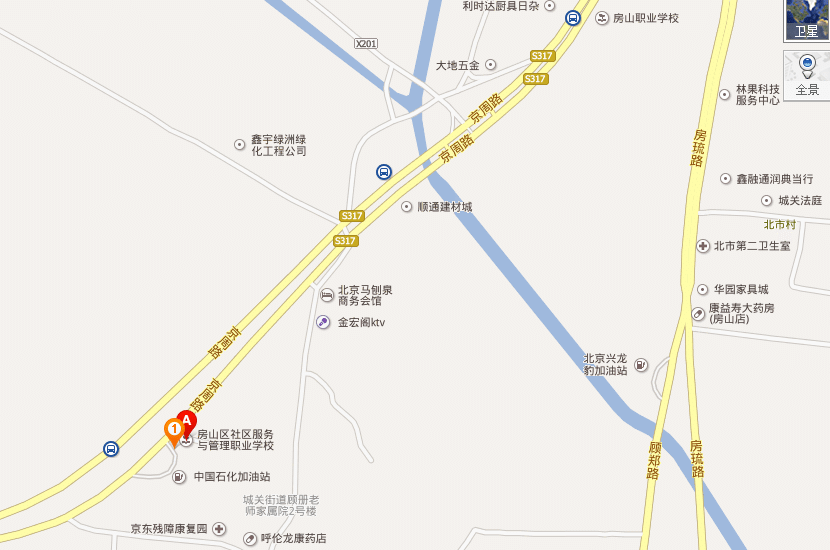 利时达厨具日杂
房山职业学校
卫星
X201
S317
大地五金
S317
全景
林果科技
服务中心
京周路
房琉路
鑫宇绿洲绿
化工程公司
京周路
鑫融通润典当行
城关法庭
顺通建材城
S317
北市村
S317
北市第二卫生室
北京马刨泉
商务会馆
华园家具城
金宏阁ktv
康益寿大药房
(房山店)
京周路
北京兴龙
豹加油站
京周路
A
1
房山区社区服务
与管理职业学校
顾郑路
房琉路
中国石化加油站
城关街道顾册老
师家属院2号楼
京东残障康复园
呼伦龙康药店